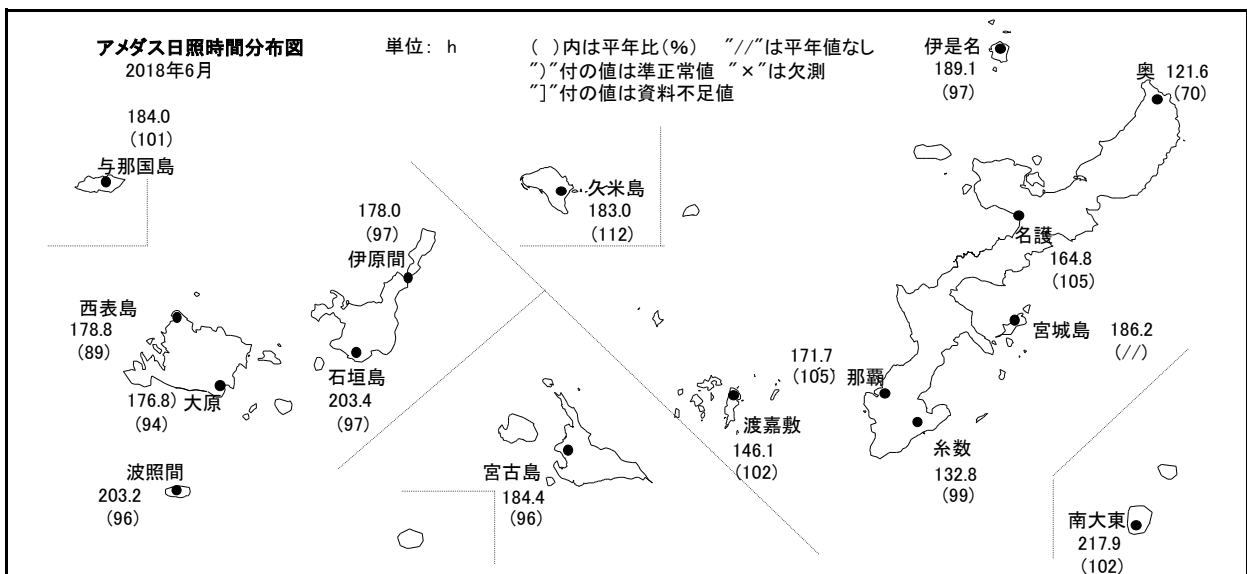 アメダス日照時間分布図
2018年6月
単位： h
（ ）内は平年比（％） "//"は平年値なし
")"付の値は準正常値 "×"は欠測
"]"付の値は資料不足値
伊是名
189.1
(97)
奥 121.6
(70)
184.0
(101)
与那国島
久米島
183.0
(112)
178.0
(97)
伊原間
名護
164.8
(105)
西表島
178.8
(89)
宮城島 186.2
(//)
石垣島
203.4
(97)
176.8) 大原
(94)
171.7
(105) 那覇
渡嘉敷
146.1
(102)
糸数
132.8
(99)
波照間
203.2
(96)
宮古島
184.4
(96)
南大東
217.9
(102)